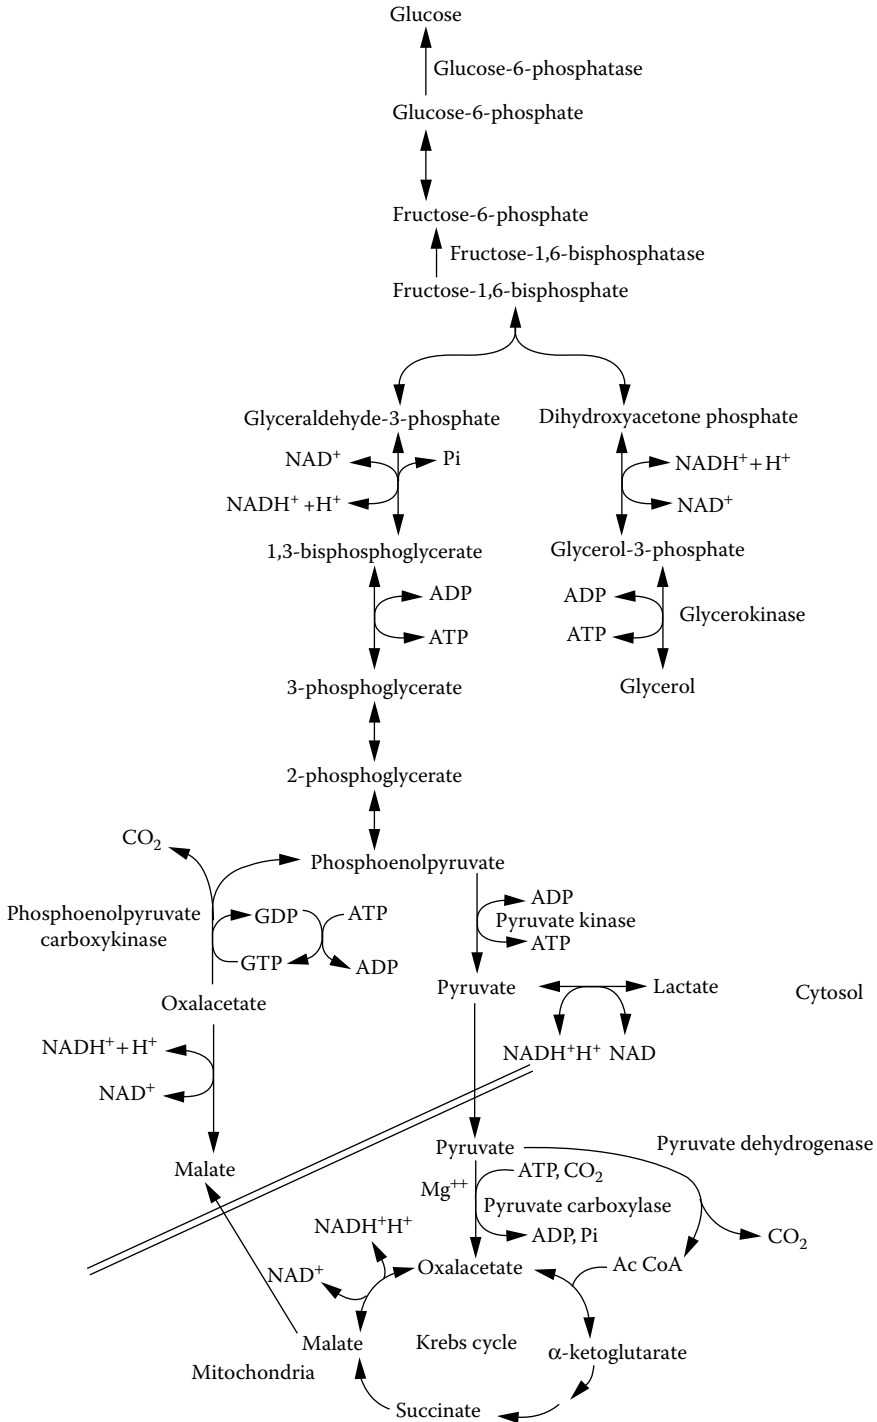 Glucose
Glucose-6-phosphatase
Glucose-6-phosphate
Fructose-6-phosphate
Fructose-1,6-bisphosphatase
Fructose-1,6-bisphosphate
Glyceraldehyde-3-phosphate
Dihydroxyacetone phosphate
NAD⁺
Pi
NADH⁺ + H⁺
NADH⁺ + H⁺
NAD⁺
1,3-bisphosphoglycerate
Glycerol-3-phosphate
ADP
ATP
ADP
ATP
Glycerokinase
3-phosphoglycerate
Glycerol
2-phosphoglycerate
CO₂
Phosphoenolpyruvate
Phosphoenolpyruvate
carboxykinase
GDP
ATP
GTP
ADP
ADP
Pyruvate kinase
ATP
Oxalacetate
Pyruvate
Lactate
Cytosol
NADH⁺ + H⁺
NAD⁺
NADH⁺H⁺ NAD
Malate
Pyruvate
Pyruvate dehydrogenase
Mg⁺⁺
ATP, CO₂
Pyruvate carboxylase
ADP, Pi
CO₂
NADH⁺H⁺
NAD⁺
Oxalacetate
Ac CoA
Malate
Krebs cycle
α-ketoglutarate
Mitochondria
Succinate